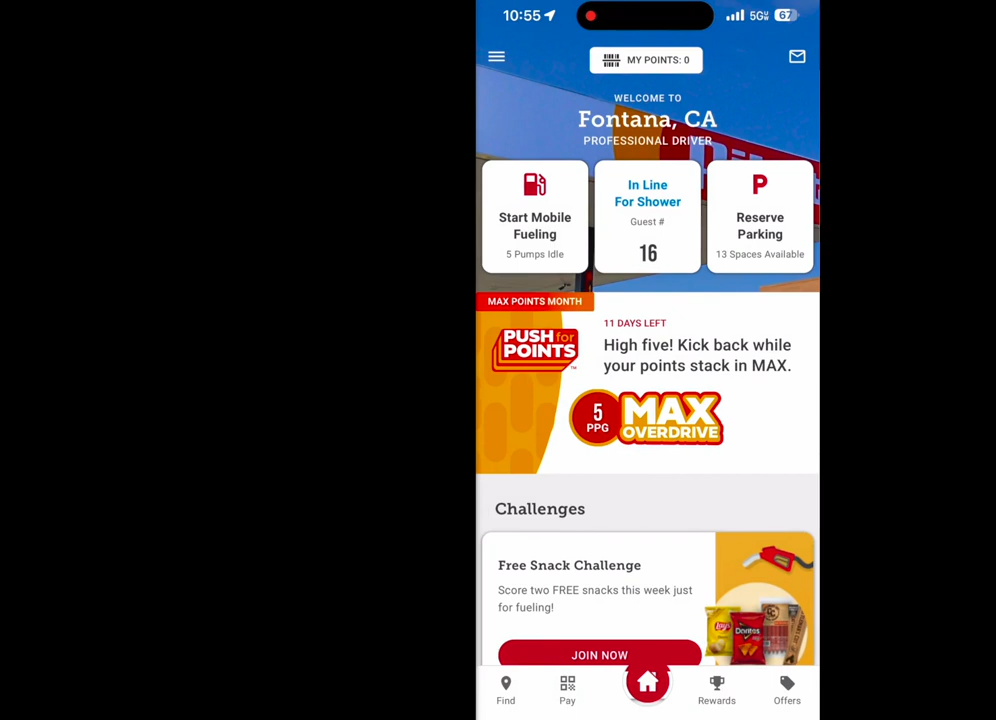 10:55
5G
67
MY POINTS: 0
WELCOME TO
Fontana, CA
PROFESSIONAL DRIVER
Start Mobile
Fueling
5 Pumps Idle
In Line
For Shower
Guest #
16
P
Reserve
Parking
13 Spaces Available
MAX POINTS MONTH
PUSH for
POINTS
11 DAYS LEFT
High five! Kick back while
your points stack in MAX.
5
PPG
MAX
OVERDRIVE
Challenges
Free Snack Challenge
Score two FREE snacks this week just
for fueling!
Lay's
Doritos
JOIN NOW
Find
Pay
Rewards
Offers